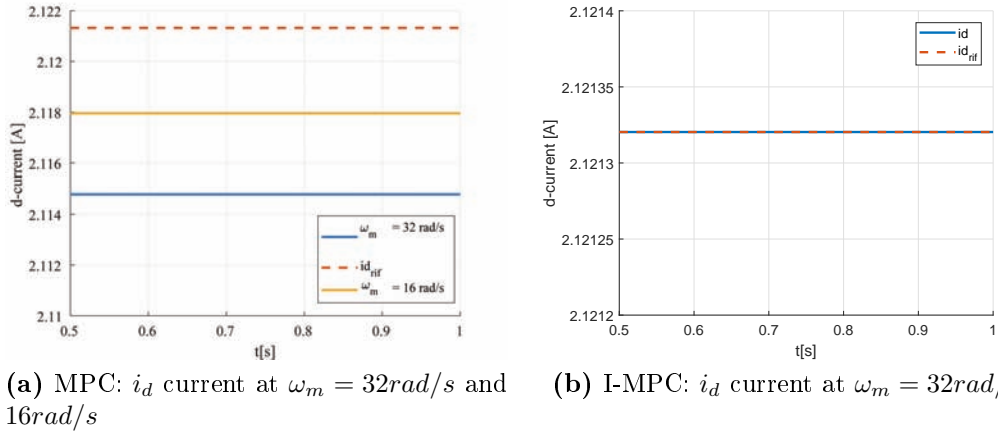 2.122
2.12
2.118
2.116
2.114
2.112
2.11
d-current [A]
0.5 0.6 0.7 0.8 0.9 1
t[s]
ω_m = 32 rad/s
id_rif
ω_m = 16 rad/s
2.1214
2.12135
2.1213
2.12125
2.1212
d-current [A]
0.5 0.6 0.7 0.8 0.9 1
t[s]
id
id_rif
(a) MPC: i_d current at ω_m = 32rad/s and
16rad/s
(b) I-MPC: i_d current at ω_m = 32rad/